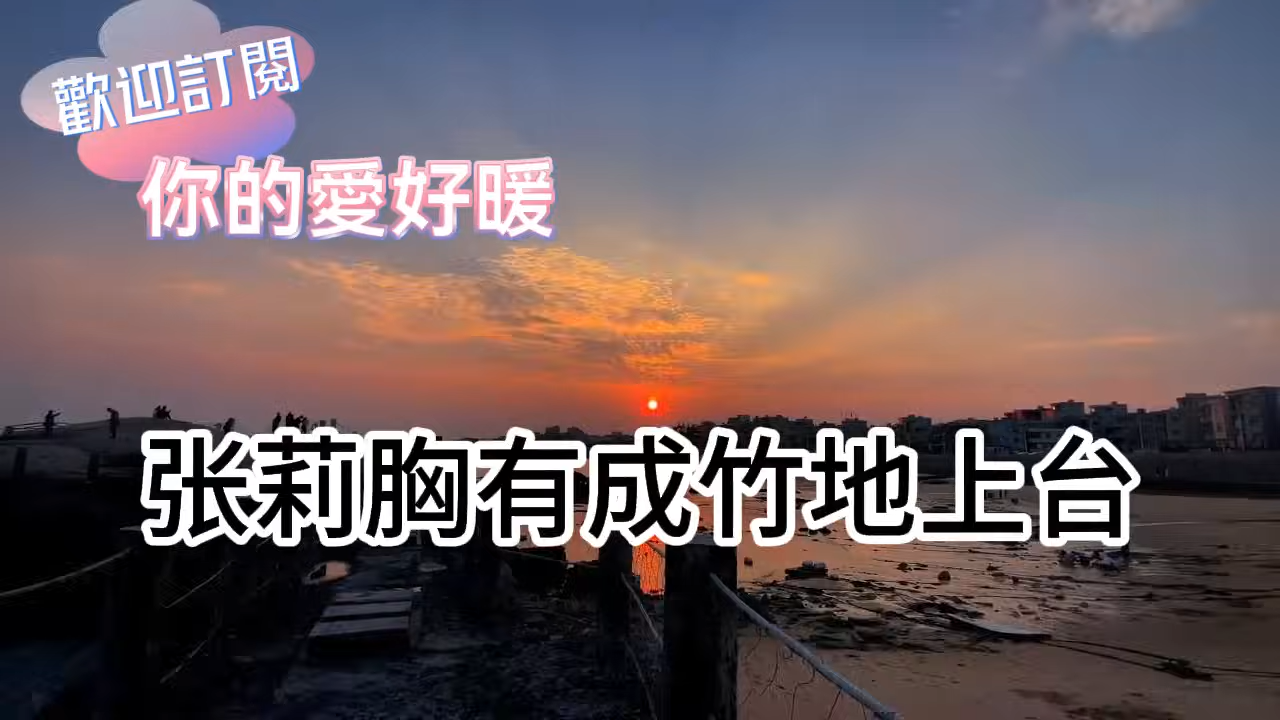 歡迎訂閱
你的愛好暖
张莉胸有成竹地上台